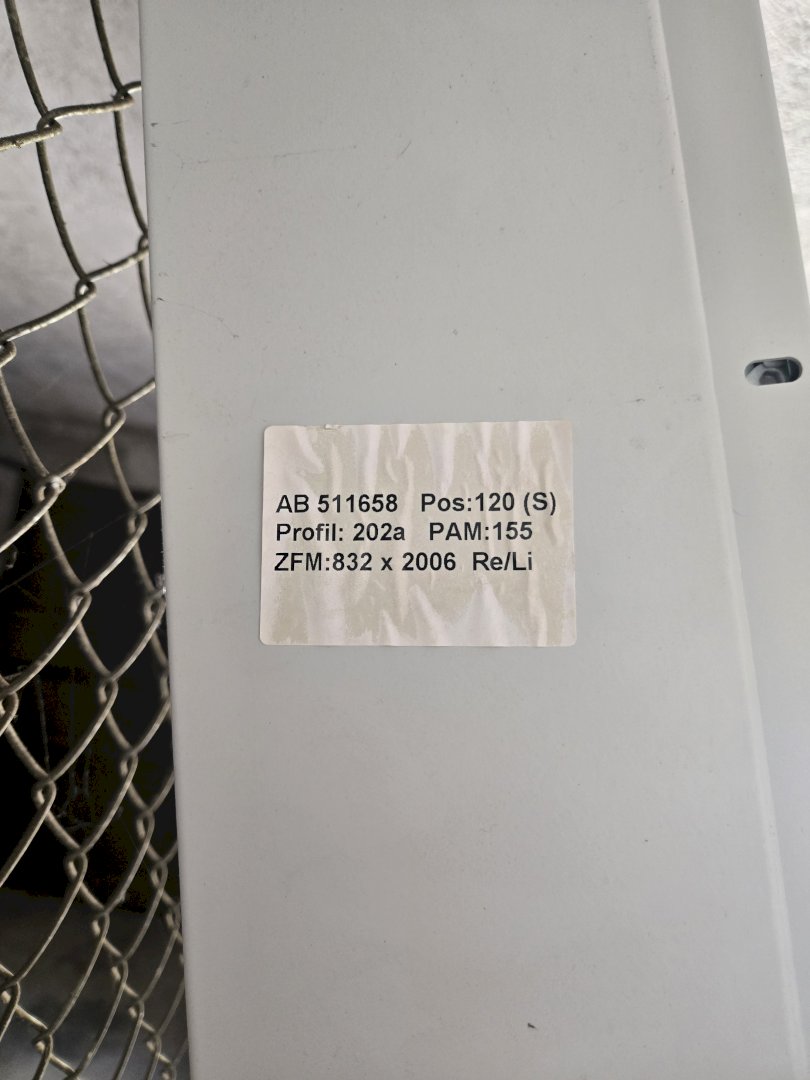 AB 511658 Pos:120 (S)
Profil: 202a PAM:155
ZFM:832 x 2006 Re/Li